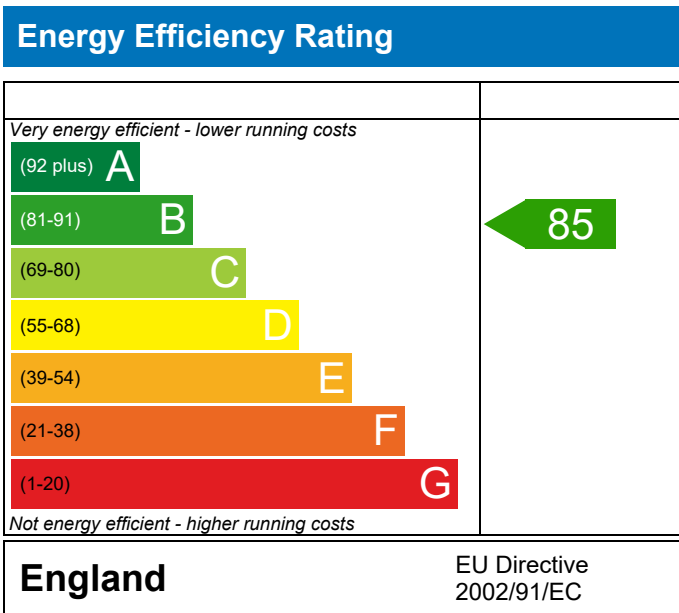 Energy Efficiency Rating
Very energy efficient - lower running costs
(92 plus) A
(81-91) B
85
(69-80) C
(55-68) D
(39-54) E
(21-38) F
(1-20) G
Not energy efficient - higher running costs
England
EU Directive
2002/91/EC